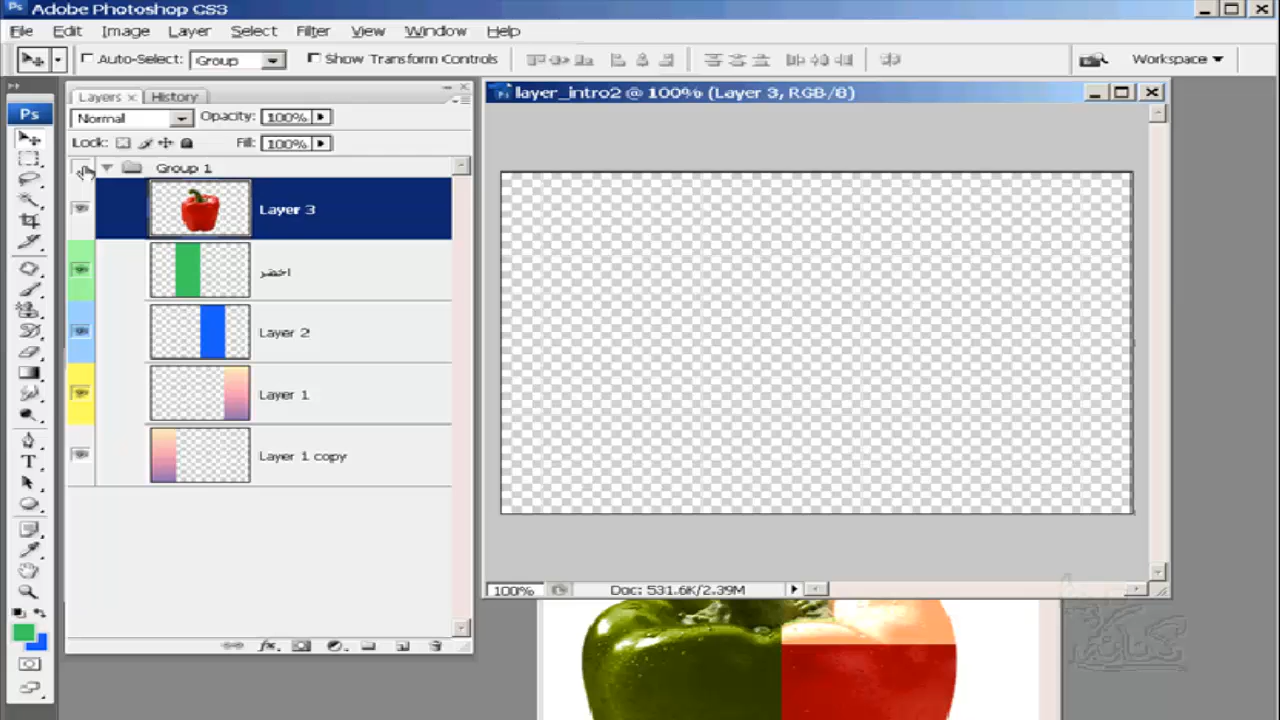 Adobe Photoshop CS3
File Edit Image Layer Select Filter View Window Help
Auto-Select: Group Show Transform Controls Workspace
Layers × History
Normal Opacity: 100%
Lock: Fill: 100%
Group 1
Layer 3
اخضر
Layer 2
Layer 1
Layer 1 copy
Ps
layer_intro2 @ 100% (Layer 3, RGB/8)
100% Doc: 531.6K/2.39M